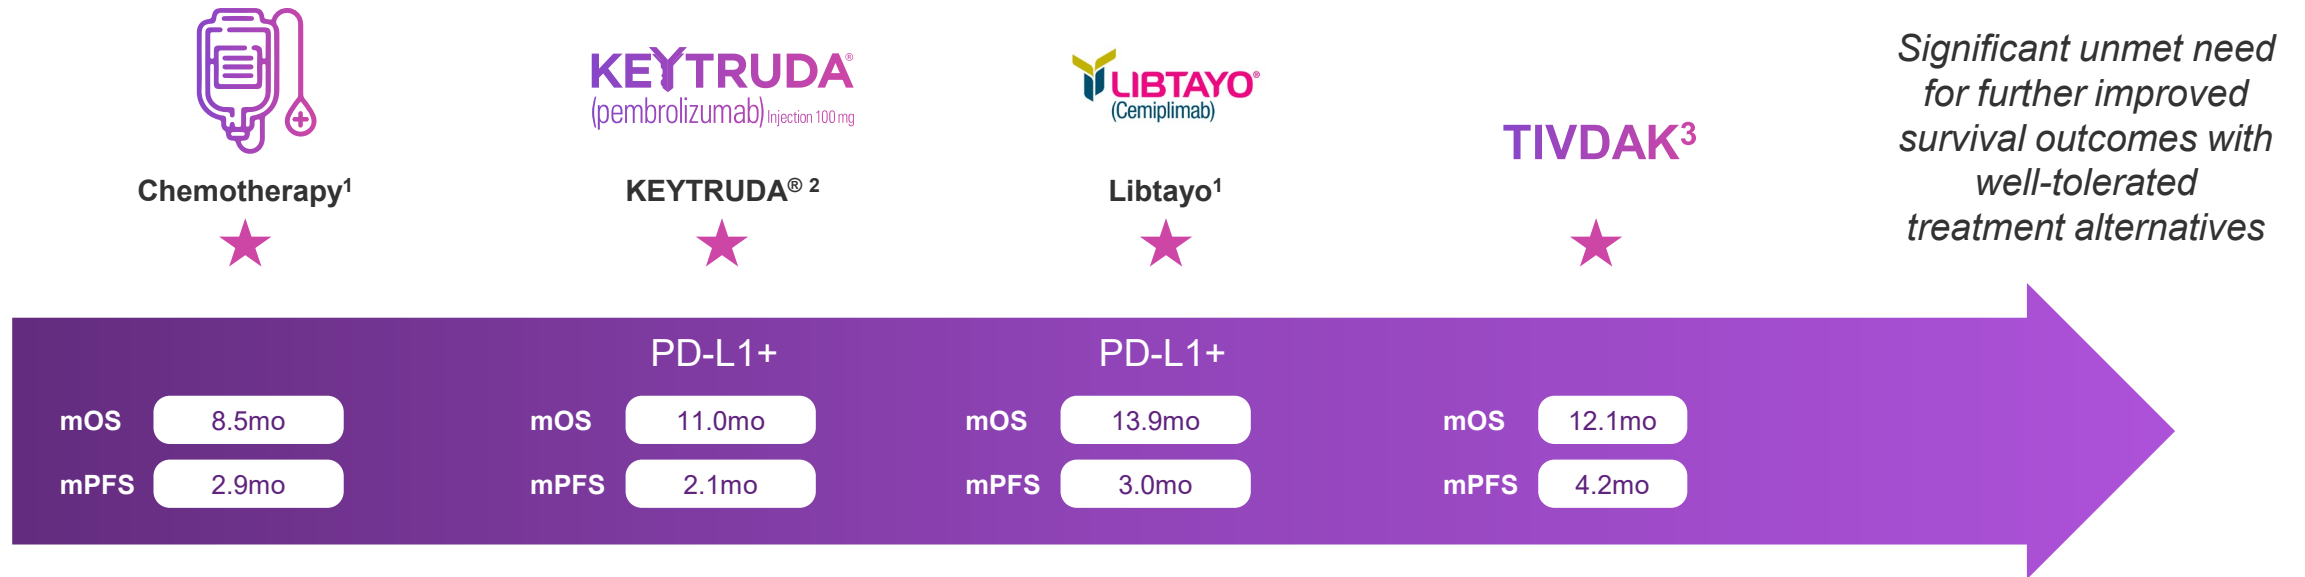 KEYTRUDA®
(pembrolizumab) Injection 100 mg
LIBTAYO®
(Cemiplimab)
TIVDAK³
Significant unmet need
for further improved
survival outcomes with
well-tolerated
treatment alternatives
Chemotherapy¹
KEYTRUDA® ²
Libtayo¹
PD-L1+
PD-L1+
mOS 8.5mo
mPFS 2.9mo
mOS 11.0mo
mPFS 2.1mo
mOS 13.9mo
mPFS 3.0mo
mOS 12.1mo
mPFS 4.2mo